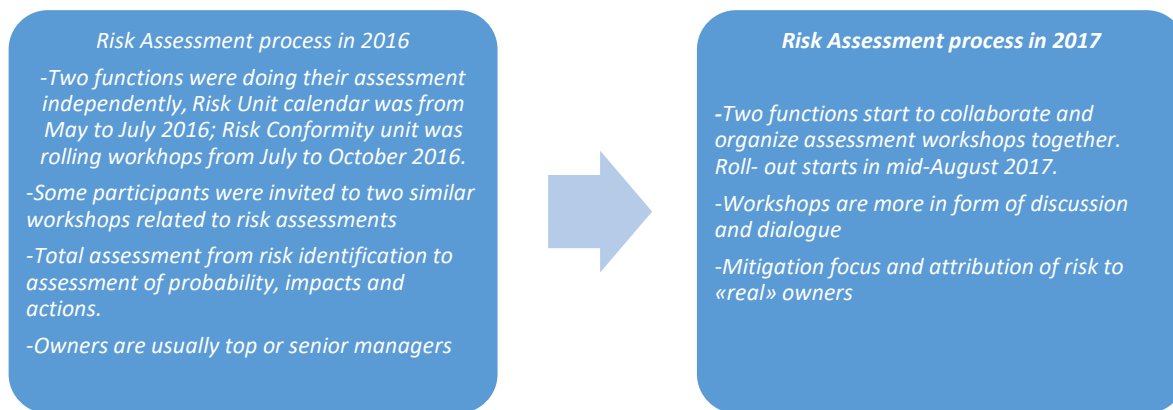 Risk Assessment process in 2016
-Two functions were doing their assessment
independently, Risk Unit calendar was from
May to July 2016; Risk Conformity unit was
rolling workhops from July to October 2016.
-Some participants were invited to two similar
workshops related to risk assessments
-Total assessment from risk identification to
assessment of probability, impacts and
actions.
-Owners are usually top or senior managers
Risk Assessment process in 2017
-Two functions start to collaborate and
organize assessment workshops together.
Roll- out starts in mid-August 2017.
-Workshops are more in form of discussion
and dialogue
-Mitigation focus and attribution of risk to
«real» owners